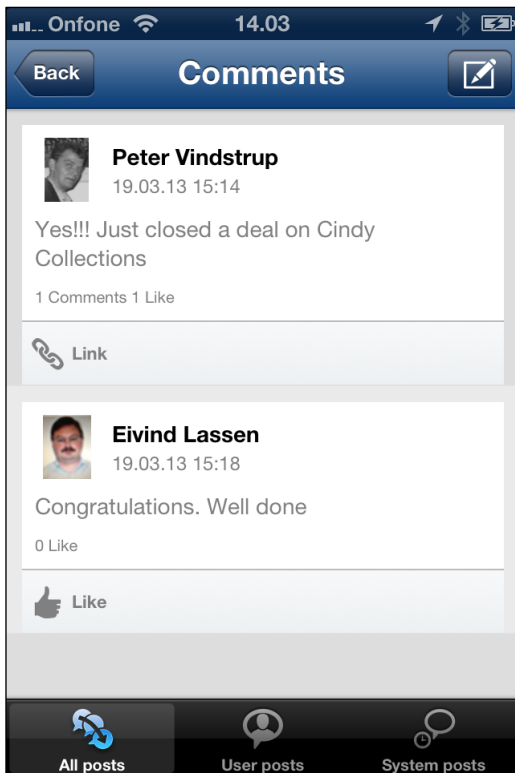 Onfone 14.03
Back Comments
Peter Vindstrup
19.03.13 15:14
Yes!!! Just closed a deal on Cindy
Collections
1 Comments 1 Like
Link
Eivind Lassen
19.03.13 15:18
Congratulations. Well done
0 Like
Like
All posts User posts System posts